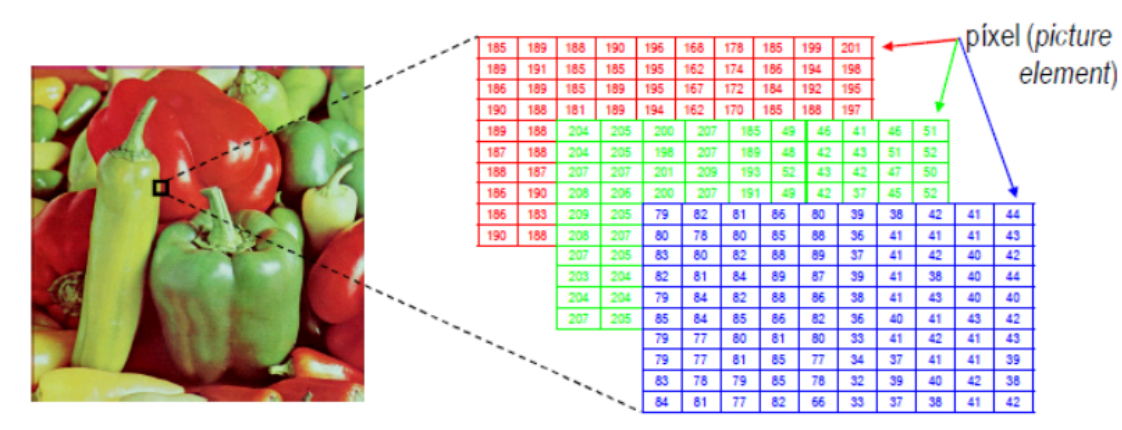 185 189 188 190 196 168 178 185 199 201
189 191 185 185 195 162 174 186 194 198
186 189 185 189 195 167 172 184 192 195
190 188 181 189 194 162 170 185 188 197
189 188
187 188
188 187
186 190
186 183
190 188
204 205 200 207 185 49 46 41 46 51
204 205 198 207 189 48 42 43 51 52
207 207 201 209 193 52 43 42 47 50
208 206 200 207 191 49 42 37 45 52
209 205
208 207
207 205
203 204
204 204
207 205
79 82 81 86 80 39 38 42 41 44
80 78 80 85 88 36 41 41 41 43
83 80 82 88 89 37 41 42 40 42
82 81 84 89 87 39 41 38 40 44
79 84 82 88 86 38 41 43 40 40
85 84 85 86 82 36 40 41 43 42
79 77 80 81 80 33 41 42 41 43
79 77 81 85 77 34 37 41 41 39
83 78 79 85 78 32 39 40 42 38
84 81 77 82 66 33 37 38 41 42
píxel (picture
element)